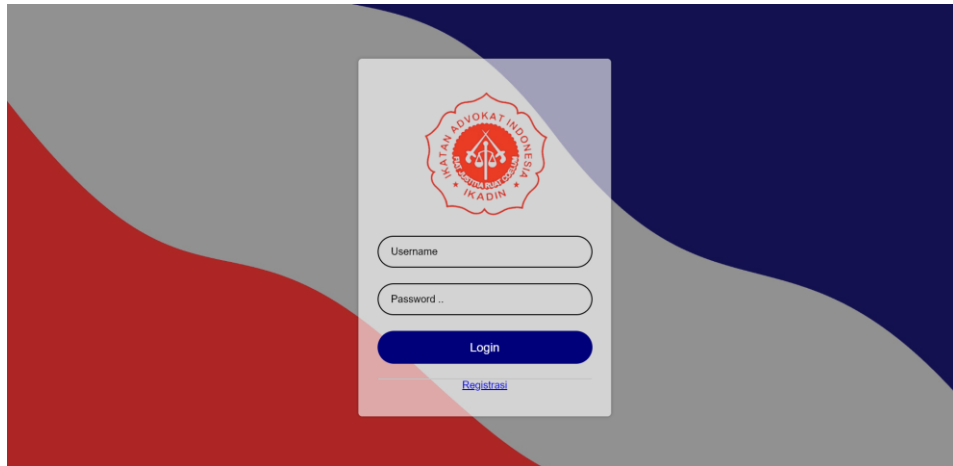 IKATAN ADVOKAT INDONESIA
FIAT JUSTITIA RUAT COELUM
* IKADIN *
Username
Password ..
Login
Registrasi